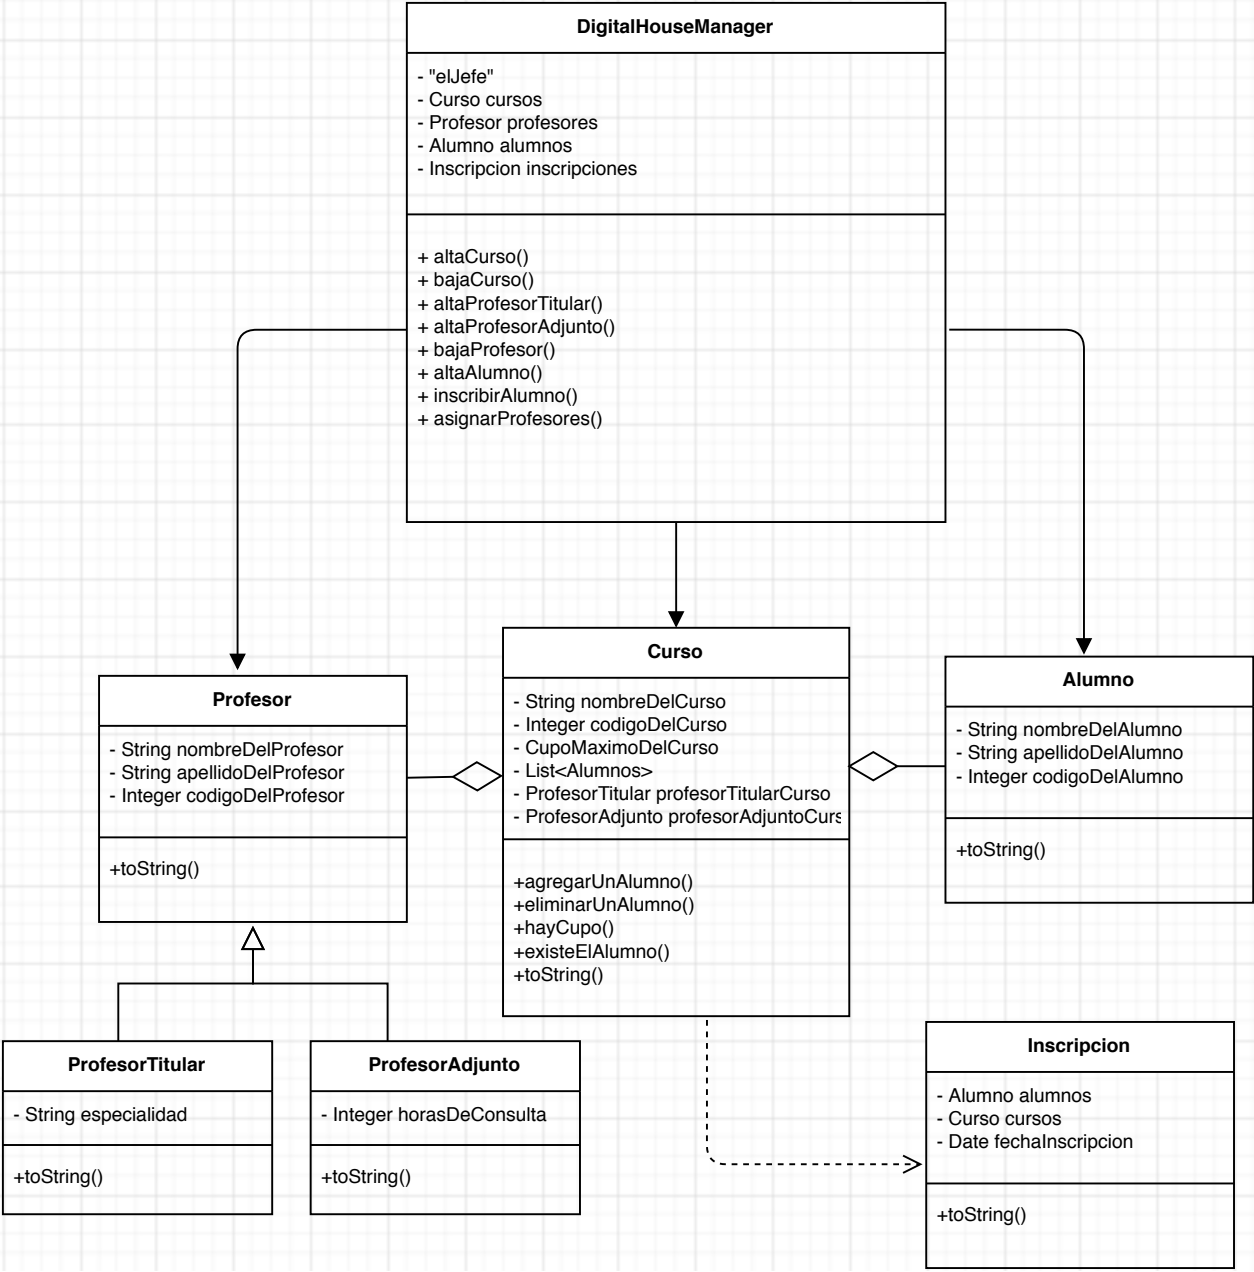 DigitalHouseManager
- "elJefe"
- Curso cursos
- Profesor profesores
- Alumno alumnos
- Inscripcion inscripciones
+ altaCurso()
+ bajaCurso()
+ altaProfesorTitular()
+ altaProfesorAdjunto()
+ bajaProfesor()
+ altaAlumno()
+ inscribirAlumno()
+ asignarProfesores()
Profesor
- String nombreDelProfesor
- String apellidoDelProfesor
- Integer codigoDelProfesor
+toString()
Curso
- String nombreDelCurso
- Integer codigoDelCurso
- CupoMaximoDelCurso
- List<Alumnos>
- ProfesorTitular profesorTitularCurso
- ProfesorAdjunto profesorAdjuntoCurs
+agregarUnAlumno()
+eliminarUnAlumno()
+hayCupo()
+existeElAlumno()
+toString()
Alumno
- String nombreDelAlumno
- String apellidoDelAlumno
- Integer codigoDelAlumno
+toString()
ProfesorTitular
- String especialidad
+toString()
ProfesorAdjunto
- Integer horasDeConsulta
+toString()
Inscripcion
- Alumno alumnos
- Curso cursos
- Date fechaInscripcion
+toString()